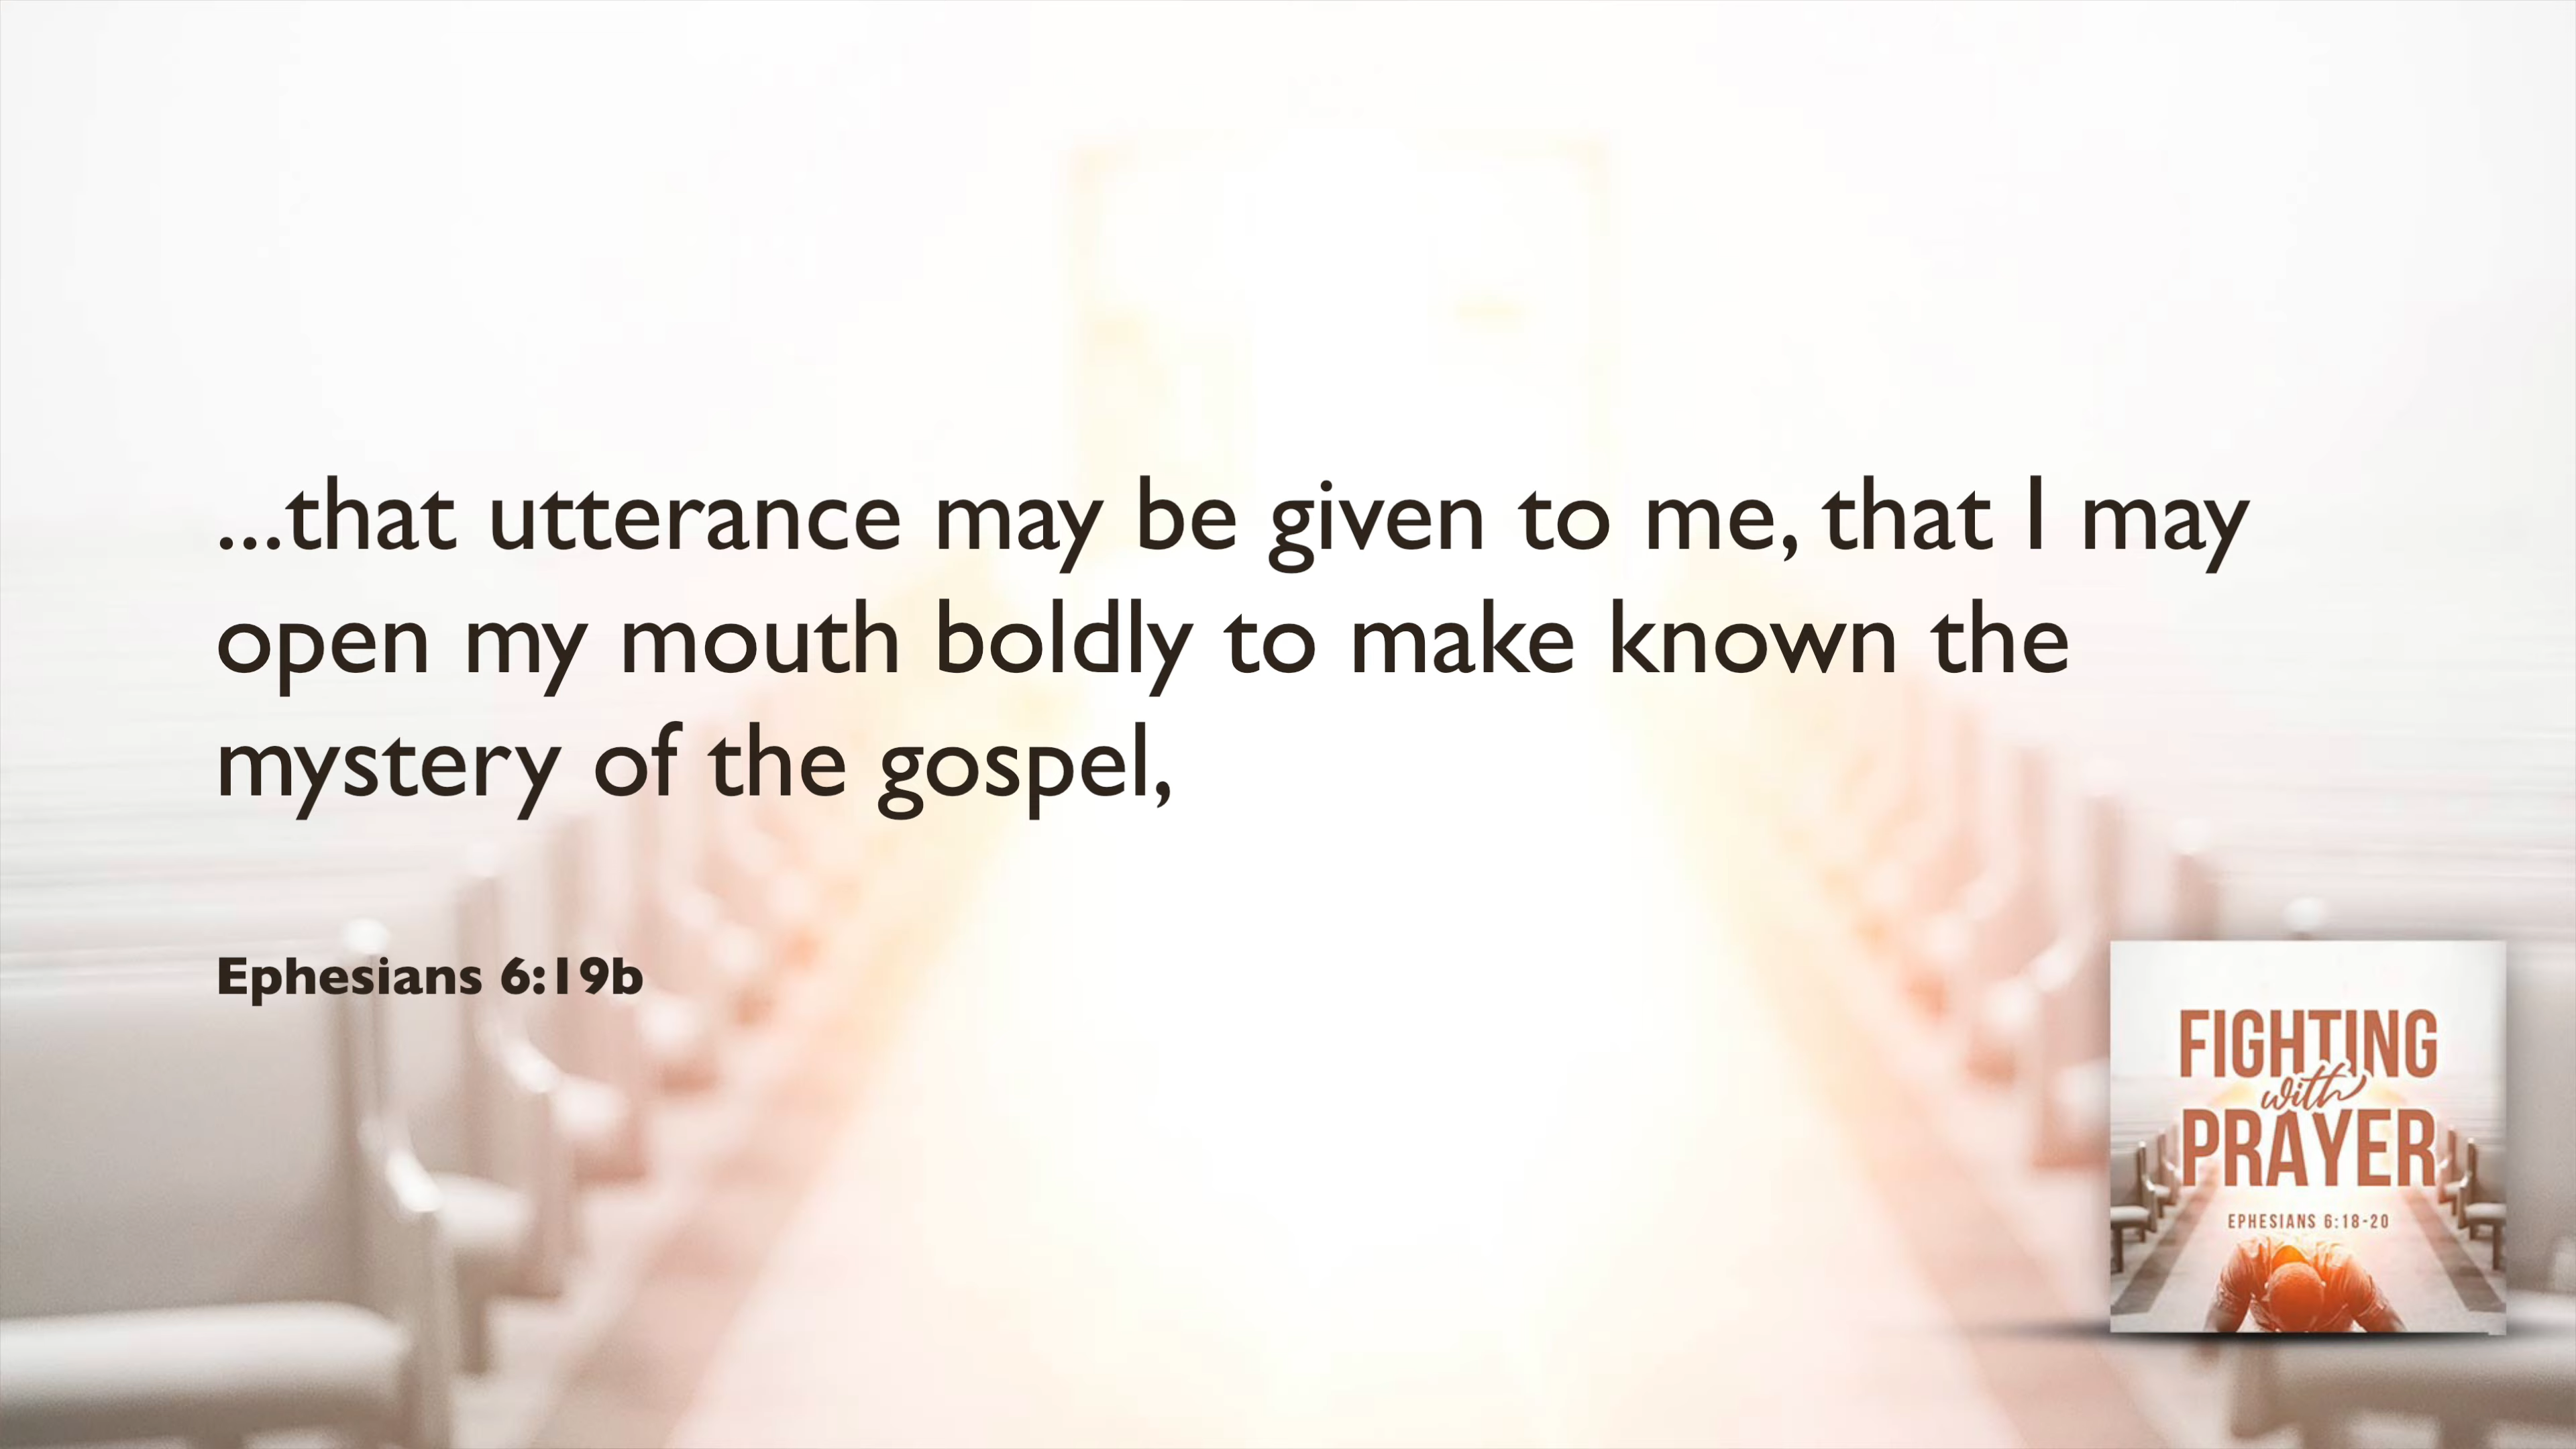 ...that utterance may be given to me, that I may
open my mouth boldly to make known the
mystery of the gospel,
Ephesians 6:19b
FIGHTING
with
PRAYER
EPHESIANS 6:18-20